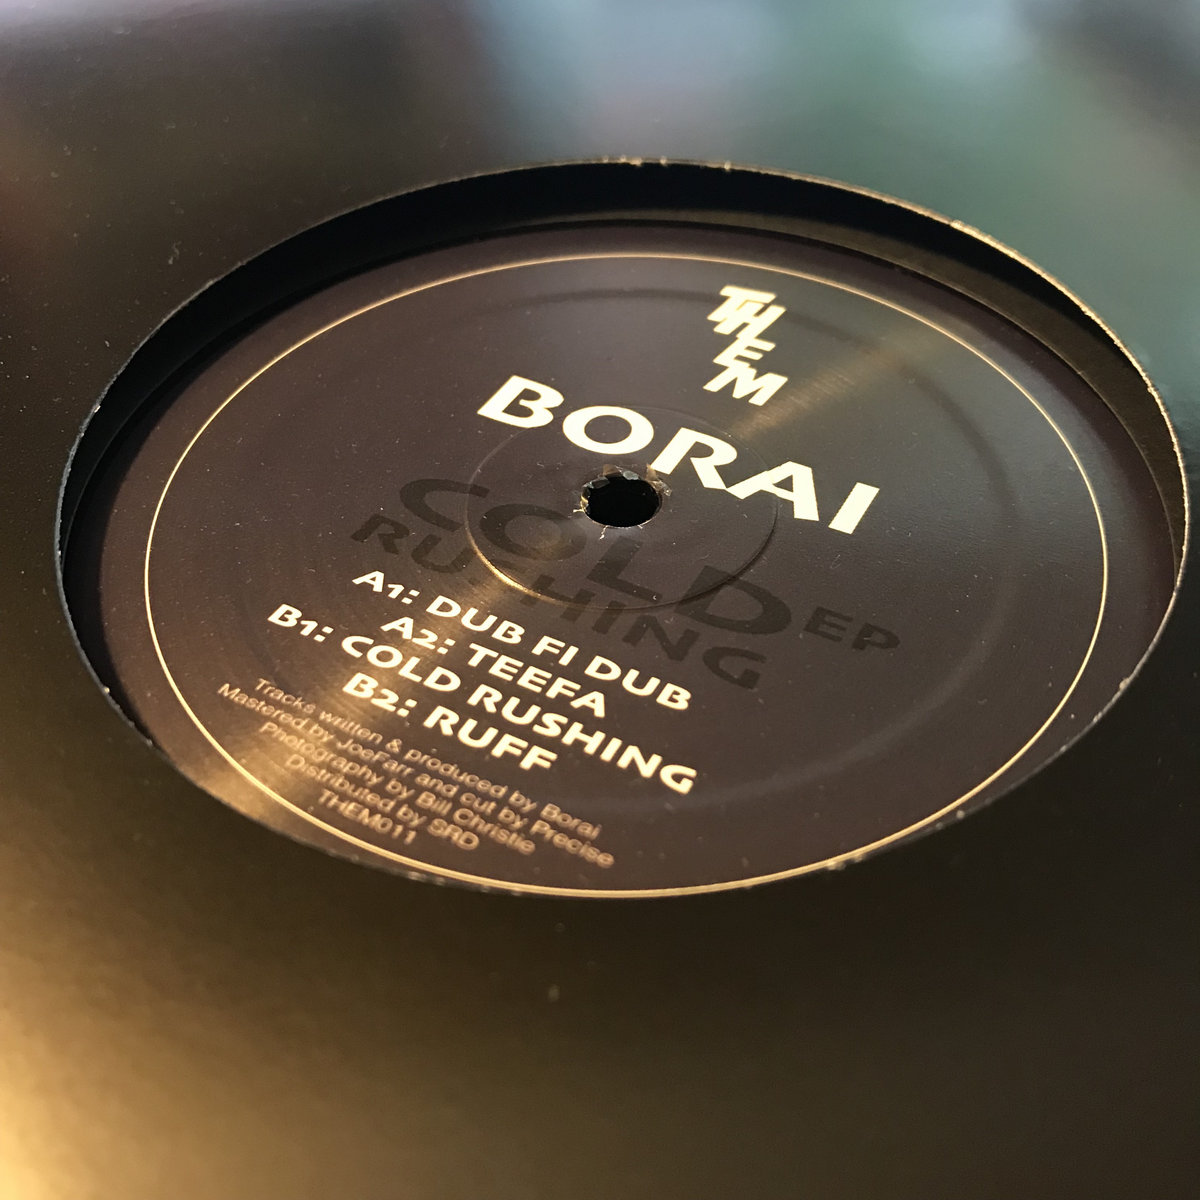 THEM
BORAI
COLD EP
RUSHING
A1: DUB FI DUB
A2: TEEFA
B1: COLD RUSHING
B2: RUFF
Tracks written & produced by Borai
Mastered by JoeFarr and cut by Precise
Photography by Bill Christie
Distributed by SRD
THEM011